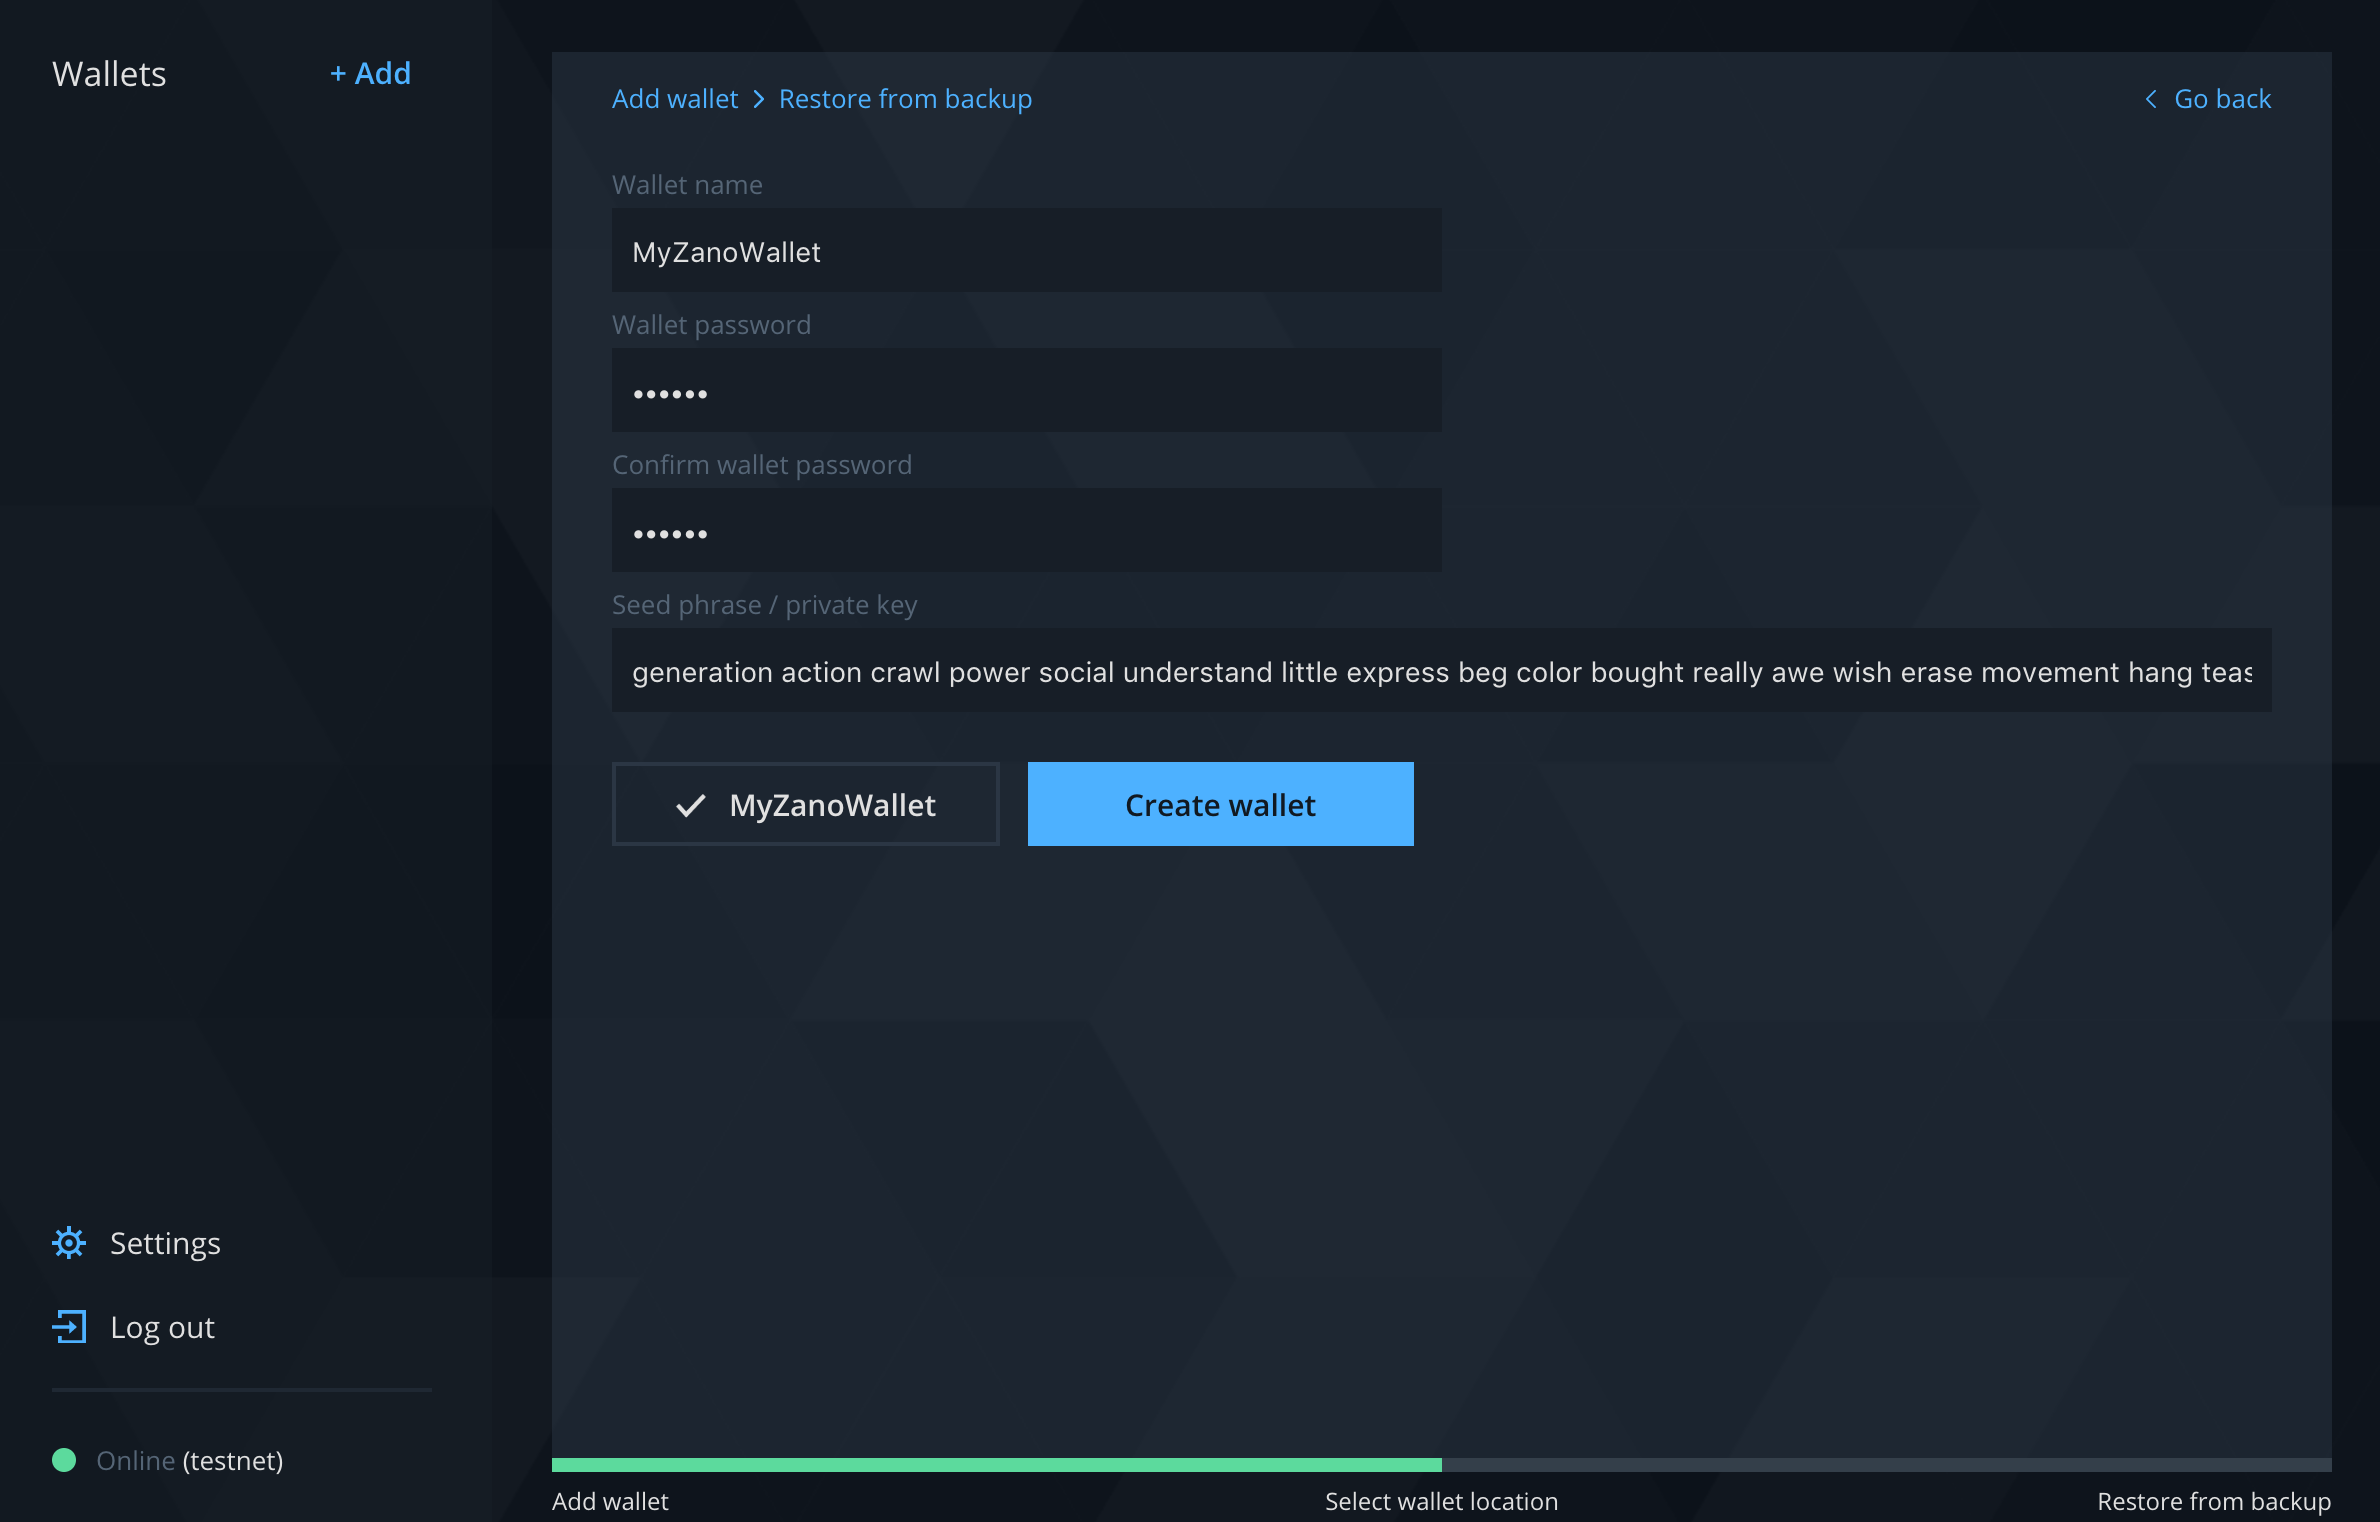 Wallets
+ Add
Add wallet > Restore from backup
< Go back
Wallet name
MyZanoWallet
Wallet password
••••••
Confirm wallet password
••••••
Seed phrase / private key
generation action crawl power social understand little express beg color bought really awe wish erase movement hang
✓ MyZanoWallet
Create wallet
Settings
Log out
Online (testnet)
Add wallet
Select wallet location
Restore from backup